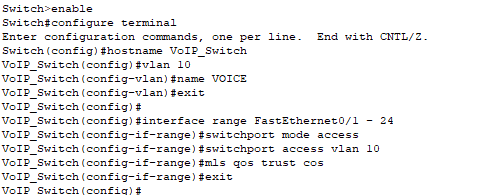 Switch>enable
Switch#configure terminal
Enter configuration commands, one per line.  End with CNTL/Z.
Switch(config)#hostname VoIP_Switch
VoIP_Switch(config)#vlan 10
VoIP_Switch(config-vlan)#name VOICE
VoIP_Switch(config-vlan)#exit
VoIP_Switch(config)#
VoIP_Switch(config)#interface range FastEthernet0/1 - 24
VoIP_Switch(config-if-range)#switchport mode access
VoIP_Switch(config-if-range)#switchport access vlan 10
VoIP_Switch(config-if-range)#mls qos trust cos
VoIP_Switch(config-if-range)#exit
VoIP_Switch(config)#